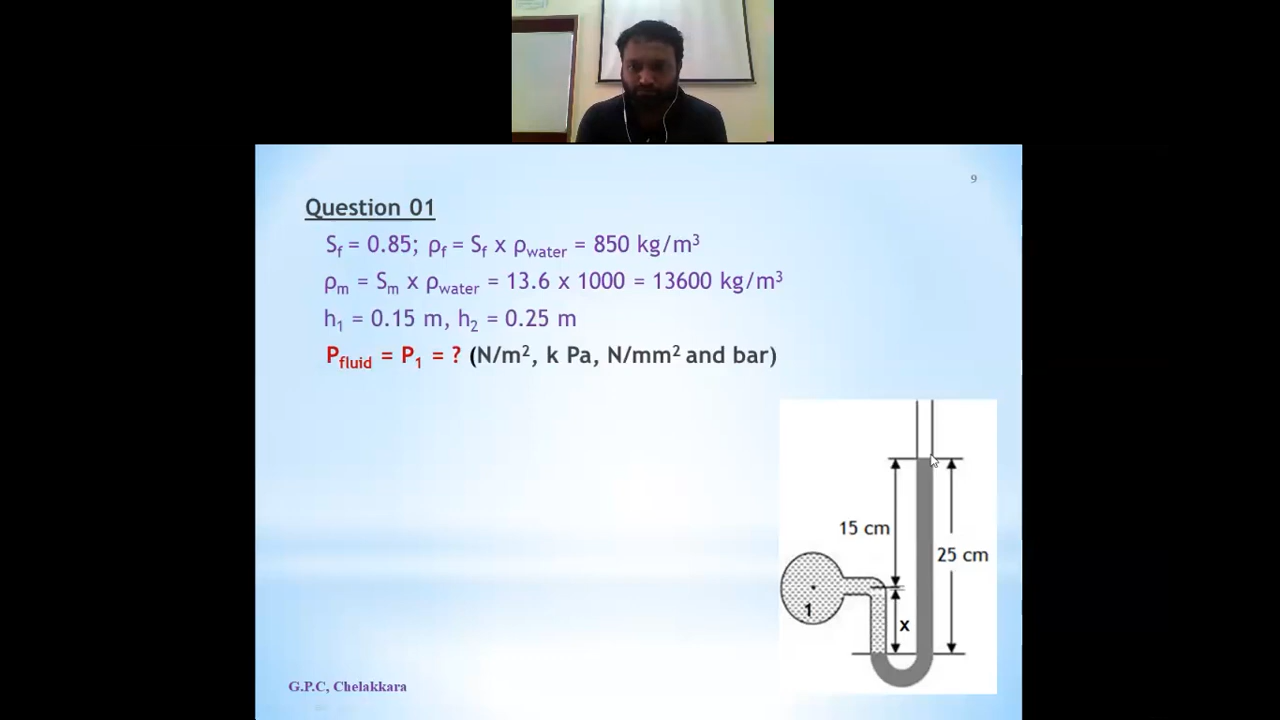 9
Question 01
S_f = 0.85; ρ_f = S_f x ρ_water = 850 kg/m³
ρ_m = S_m x ρ_water = 13.6 x 1000 = 13600 kg/m³
h₁ = 0.15 m, h₂ = 0.25 m
P_fluid = P₁ = ? (N/m², k Pa, N/mm² and bar)
15 cm
25 cm
1
x
G.P.C, Chelakkara